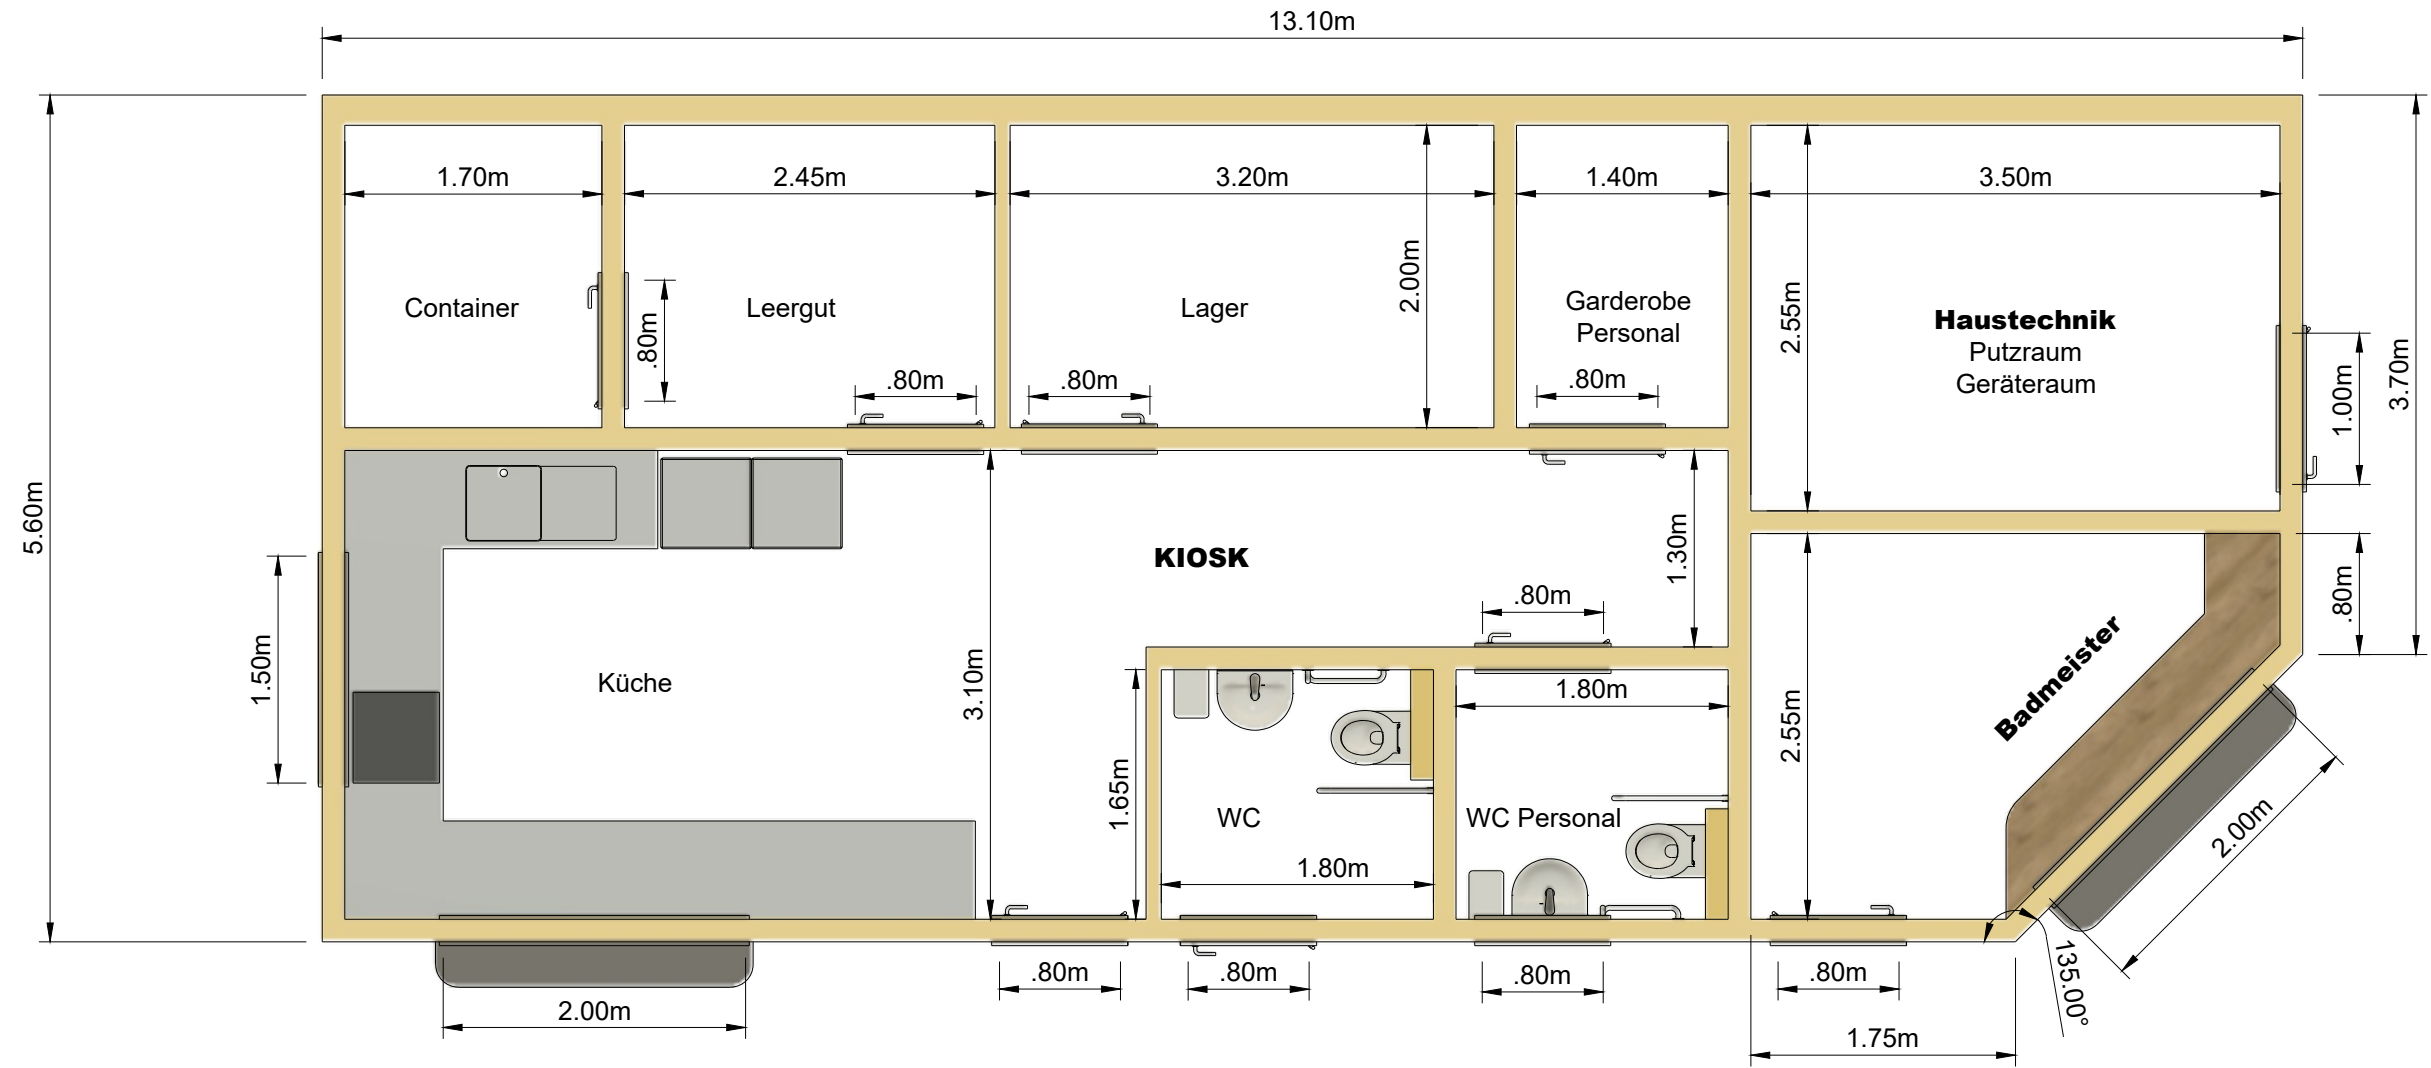 13.10m
1.70m
2.45m
3.20m
1.40m
3.50m
2.00m
2.55m
Container
Leergut
Lager
Garderobe
Personal
Haustechnik
Putzraum
Geräteraum
.80m
.80m
.80m
.80m
1.00m
3.70m
5.60m
KIOSK
1.30m
.80m
.80m
1.50m
Küche
3.10m
1.80m
Badmeister
2.55m
1.65m
WC
WC Personal
1.80m
2.00m
.80m
.80m
.80m
.80m
135.00°
2.00m
1.75m